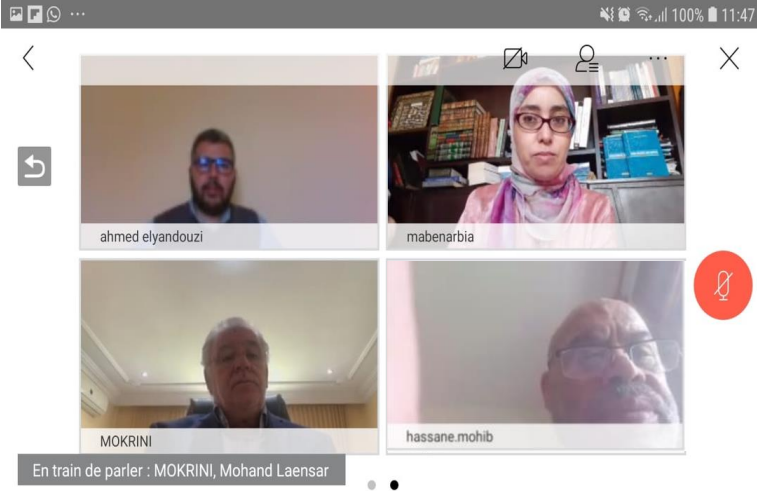 100% 11:47
ahmed elyandouzi
mabenarbia
MOKRINI
hassane.mohib
En train de parler : MOKRINI, Mohand Laensar